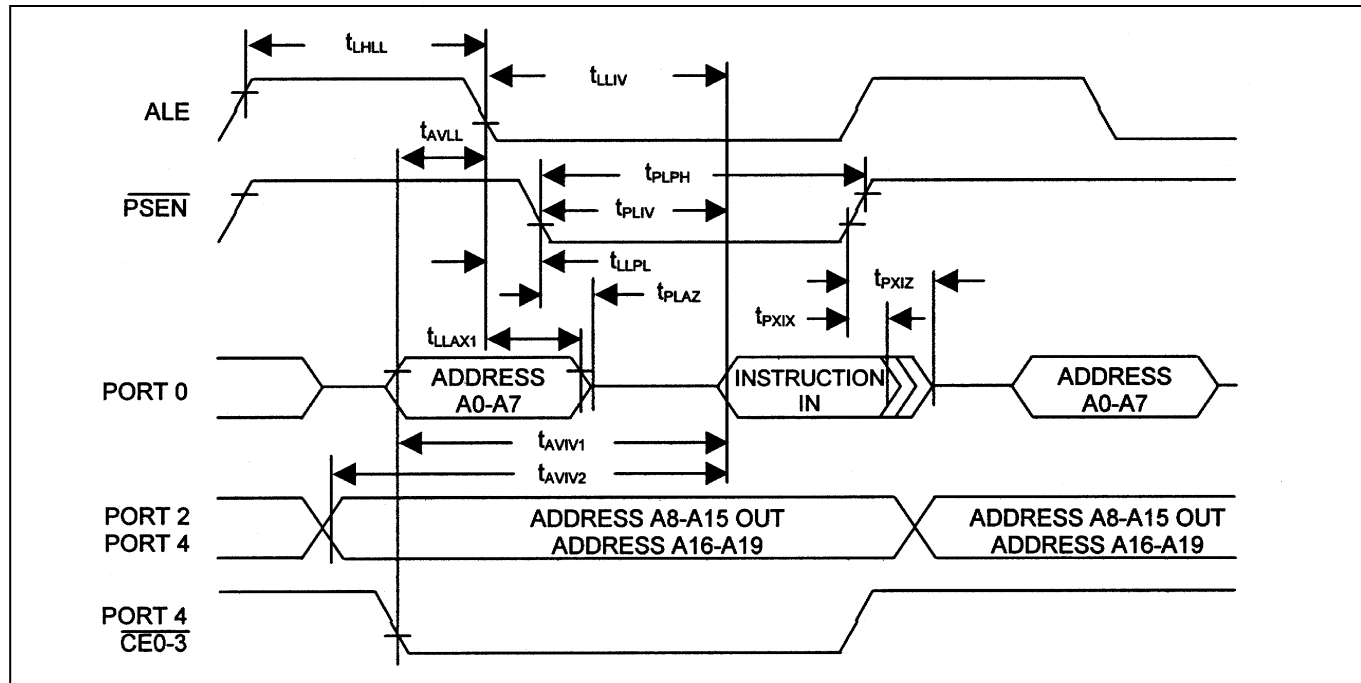 tLHLL
tLLIV
ALE
tAVLL
tPLPH
PSEN
tPLIV
tLLPL
tPXIZ
tPLAZ
tPXIX
tLLAX1
PORT 0
ADDRESS
A0-A7
INSTRUCTION
IN
ADDRESS
A0-A7
tAVIV1
tAVIV2
PORT 2
PORT 4
ADDRESS A8-A15 OUT
ADDRESS A16-A19
ADDRESS A8-A15 OUT
ADDRESS A16-A19
PORT 4
CE0-3